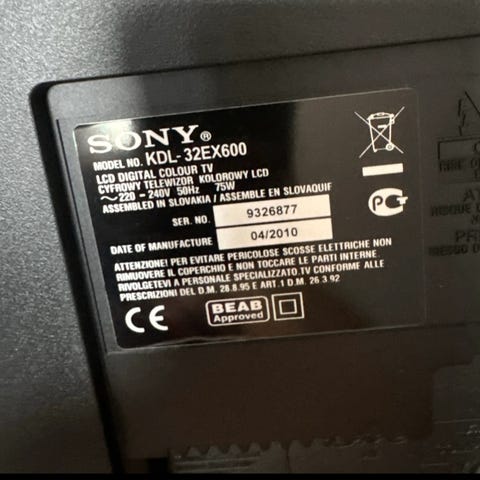 SONY®
MODEL NO. KDL-32EX600
LCD DIGITAL COLOUR TV
CYFROWY TELEWIZOR KOLOROWY LCD
~ 220 - 240V 50Hz 75W
ASSEMBLED IN SLOVAKIA / ASSEMBLE EN SLOVAQUIE
SER. NO. 9326877
DATE OF MANUFACTURE 04/2010
ATTENZIONE! PER EVITARE PERICOLOSE SCOSSE ELETTRICHE NON
RIMUOVERE IL COPERCHIO E NON TOCCARE LE PARTI INTERNE.
RIVOLGETEVI A PERSONALE SPECIALIZZATO.TV CONFORME ALLE
PRESCRIZIONI DEL D.M. 28.8.95 E ART.1 D.M. 26.3.92
CE
BEAB
Approved